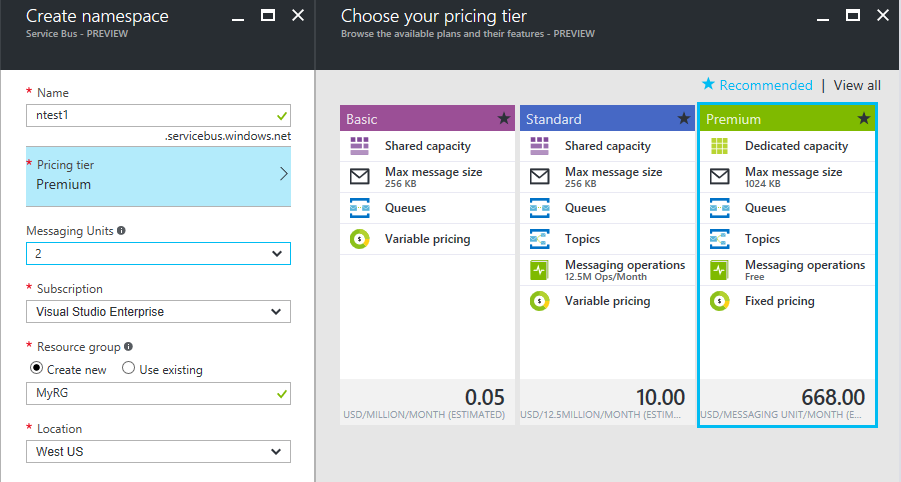 Create namespace
Service Bus - PREVIEW
* Name
ntest1
.servicebus.windows.net
* Pricing tier
Premium
Messaging Units
2
* Subscription
Visual Studio Enterprise
* Resource group
Create new Use existing
MyRG
* Location
West US
Choose your pricing tier
Browse the available plans and their features - PREVIEW
Recommended | View all
Basic
Shared capacity
Max message size
256 KB
Queues
Variable pricing
0.05
USD/MILLION/MONTH (ESTIMATED)
Standard
Shared capacity
Max message size
256 KB
Queues
Topics
Messaging operations
12.5M Ops/Month
Variable pricing
10.00
USD/12.5MILLION/MONTH (ESTIM...
Premium
Dedicated capacity
Max message size
1024 KB
Queues
Topics
Messaging operations
Free
Fixed pricing
668.00
USD/MESSAGING UNIT/MONTH (E...